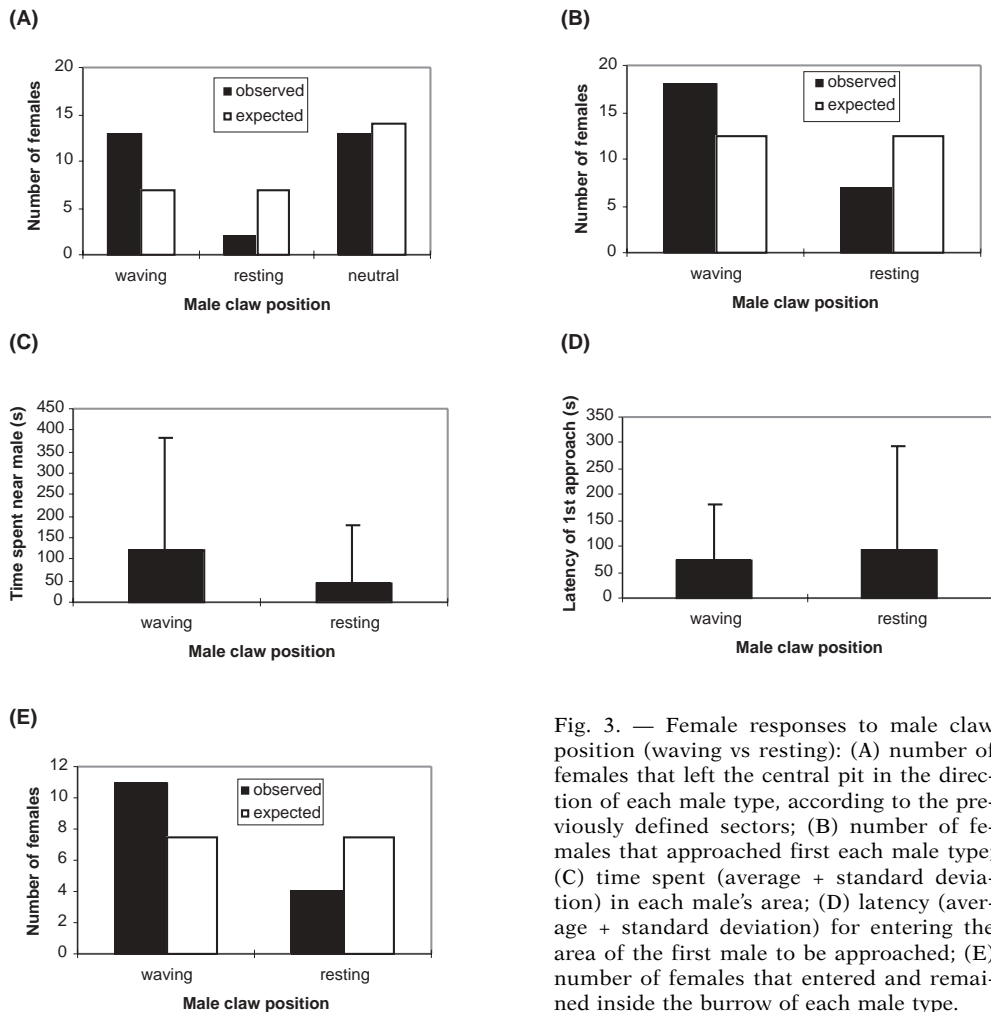 (A)
Number of females
20
15
10
5
0
observed
expected
waving resting neutral
Male claw position
(B)
Number of females
20
15
10
5
0
observed
expected
waving resting
Male claw position
(C)
Time spent near male (s)
450
400
350
300
250
200
150
100
50
0
waving resting
Male claw position
(D)
Latency of 1st approach (s)
350
300
250
200
150
100
50
0
waving resting
Male claw position
(E)
Number of females
12
10
8
6
4
2
0
observed
expected
waving resting
Male claw position
Fig. 3. — Female responses to male claw
position (waving vs resting): (A) number of
females that left the central pit in the direc-
tion of each male type, according to the pre-
viously defined sectors; (B) number of fe-
males that approached first each male type;
(C) time spent (average + standard devia-
tion) in each male's area; (D) latency (aver-
age + standard deviation) for entering the
area of the first male to be approached; (E)
number of females that entered and remai-
ned inside the burrow of each male type.